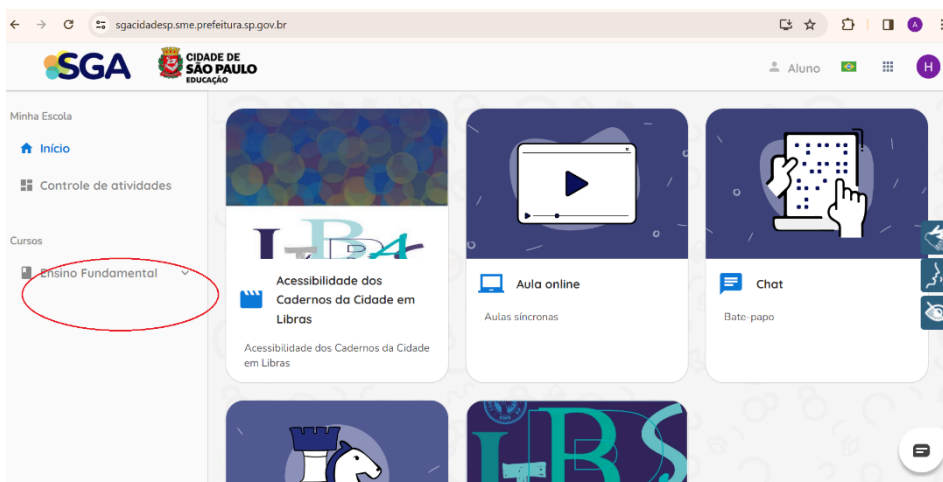 sgacidadesp.sme.prefeitura.sp.gov.br
A
SGA
CIDADE DE
SÃO PAULO
EDUCAÇÃO
Aluno
H
Minha Escola
Início
Controle de atividades
Cursos
Ensino Fundamental
Acessibilidade dos
Cadernos da Cidade em
Libras
Acessibilidade dos Cadernos da Cidade
em Libras
Aula online
Aulas síncronas
Chat
Bate-papo